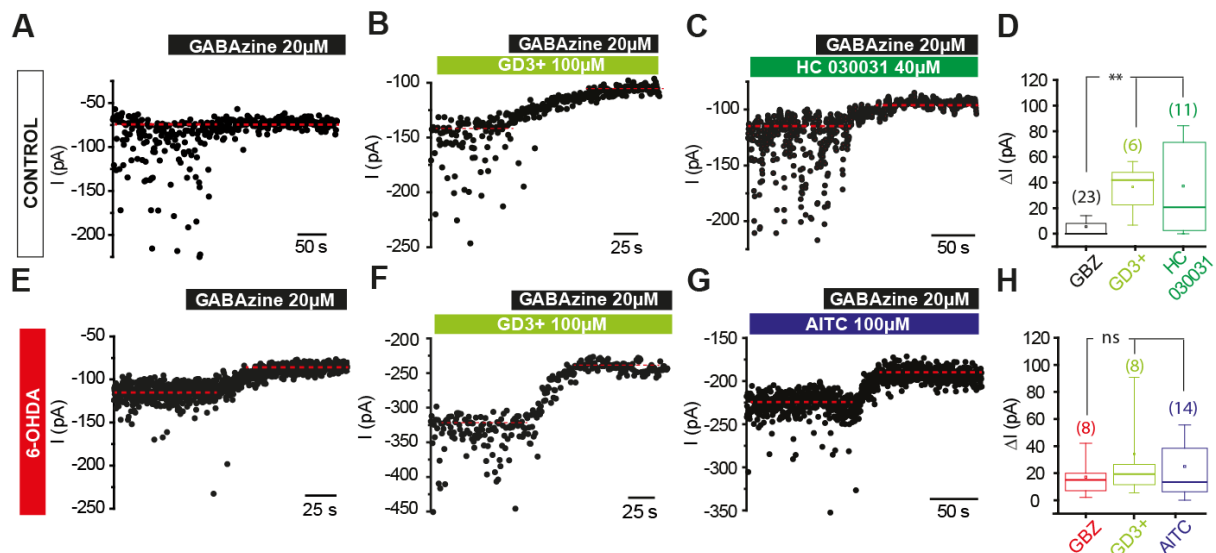 A
GABAzine 20µM
CONTROL
I (pA)
-50
-100
-150
-200
50 s
B
GABAzine 20µM
GD3+ 100µM
I (pA)
-100
-150
-200
-250
25 s
C
GABAzine 20µM
HC 030031 40µM
I (pA)
-100
-150
-200
50 s
D
ΔI (pA)
120
100
80
60
40
20
0
**
(23)
(6)
(11)
GBZ
GD3+
HC
030031
E
GABAzine 20µM
6-OHDA
I (pA)
-50
-100
-150
-200
-250
25 s
F
GABAzine 20µM
GD3+ 100µM
I (pA)
-250
-300
-350
-400
-450
25 s
G
GABAzine 20µM
AITC 100µM
I (pA)
-150
-200
-250
-300
-350
50 s
H
ΔI (pA)
120
100
80
60
40
20
0
ns
(8)
(8)
(14)
GBZ
GD3+
AITC